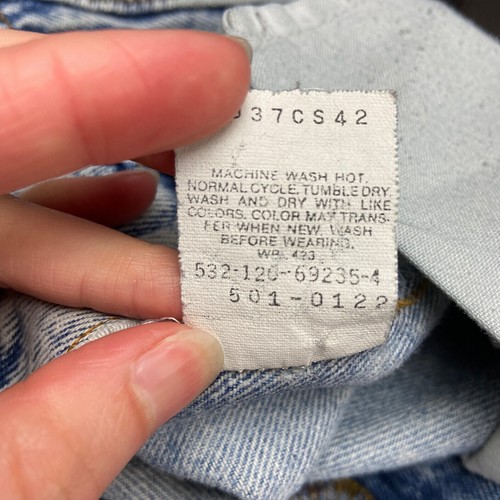 37CS42
MACHINE WASH HOT,
NORMAL CYCLE, TUMBLE DRY,
WASH AND DRY WITH LIKE
COLORS. COLOR MAY TRANS-
FER WHEN NEW. WASH
BEFORE WEARING.
WPL 423
532-120-69235-4
501-0122